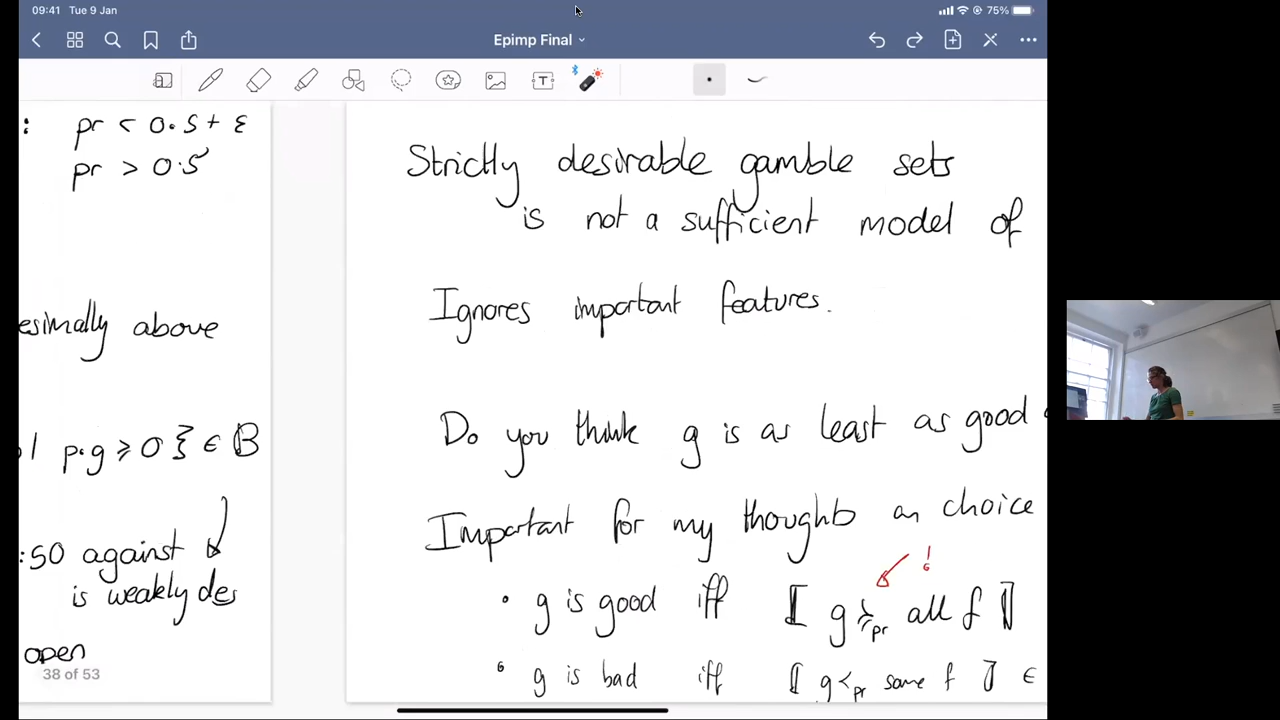 09:41 Tue 9 Jan
75%
Epimp Final
: pr < 0.5 + ε
pr > 0.5
esimally above
p.g ⩾ 0 } ∈ B
:50 against
is weakly des
open
38 of 53
Strictly desirable gamble sets
is not a sufficient model of
Ignores important features.
Do you think g is as least as good
Important for my thoughts on choice
!
• g is good iff ⟦ g ≽pr all f ⟧
• g is bad iff ⟦ g ≺pr some f ⟧ ∈